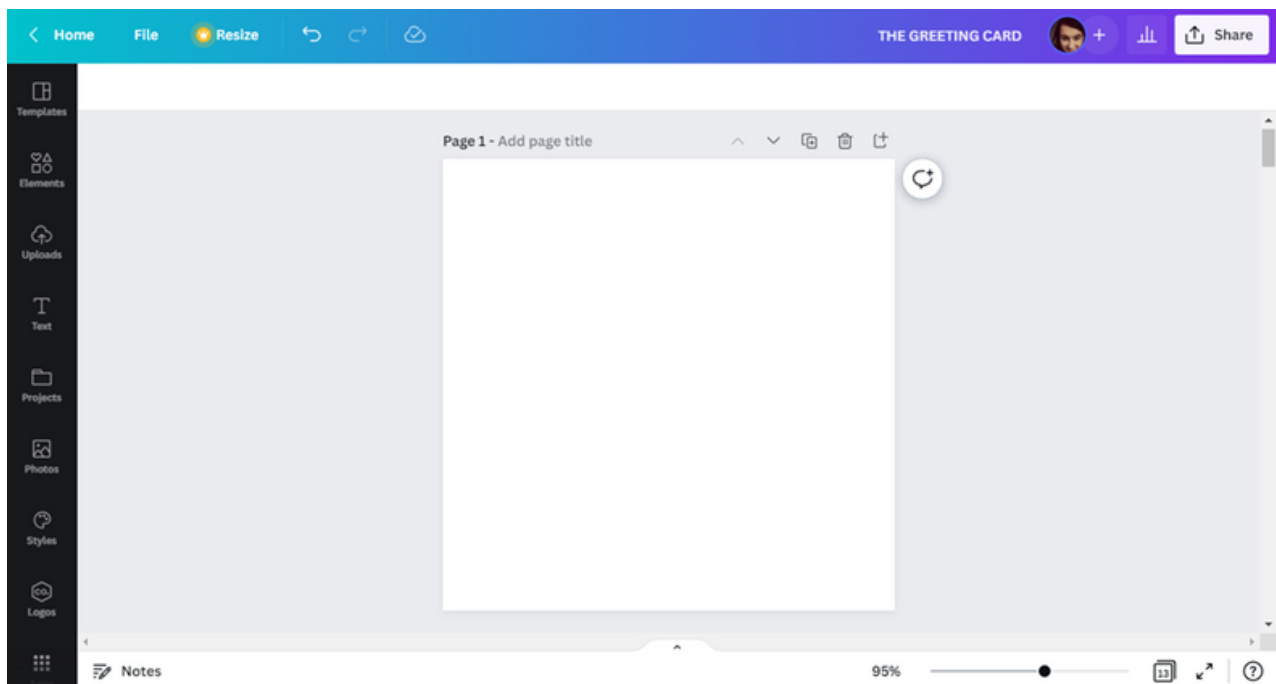 Home File Resize THE GREETING CARD + Share
Templates
Page 1 - Add page title
Elements
Uploads
Text
Projects
Photos
Styles
CO.
Logos
Notes 95% 13 ?